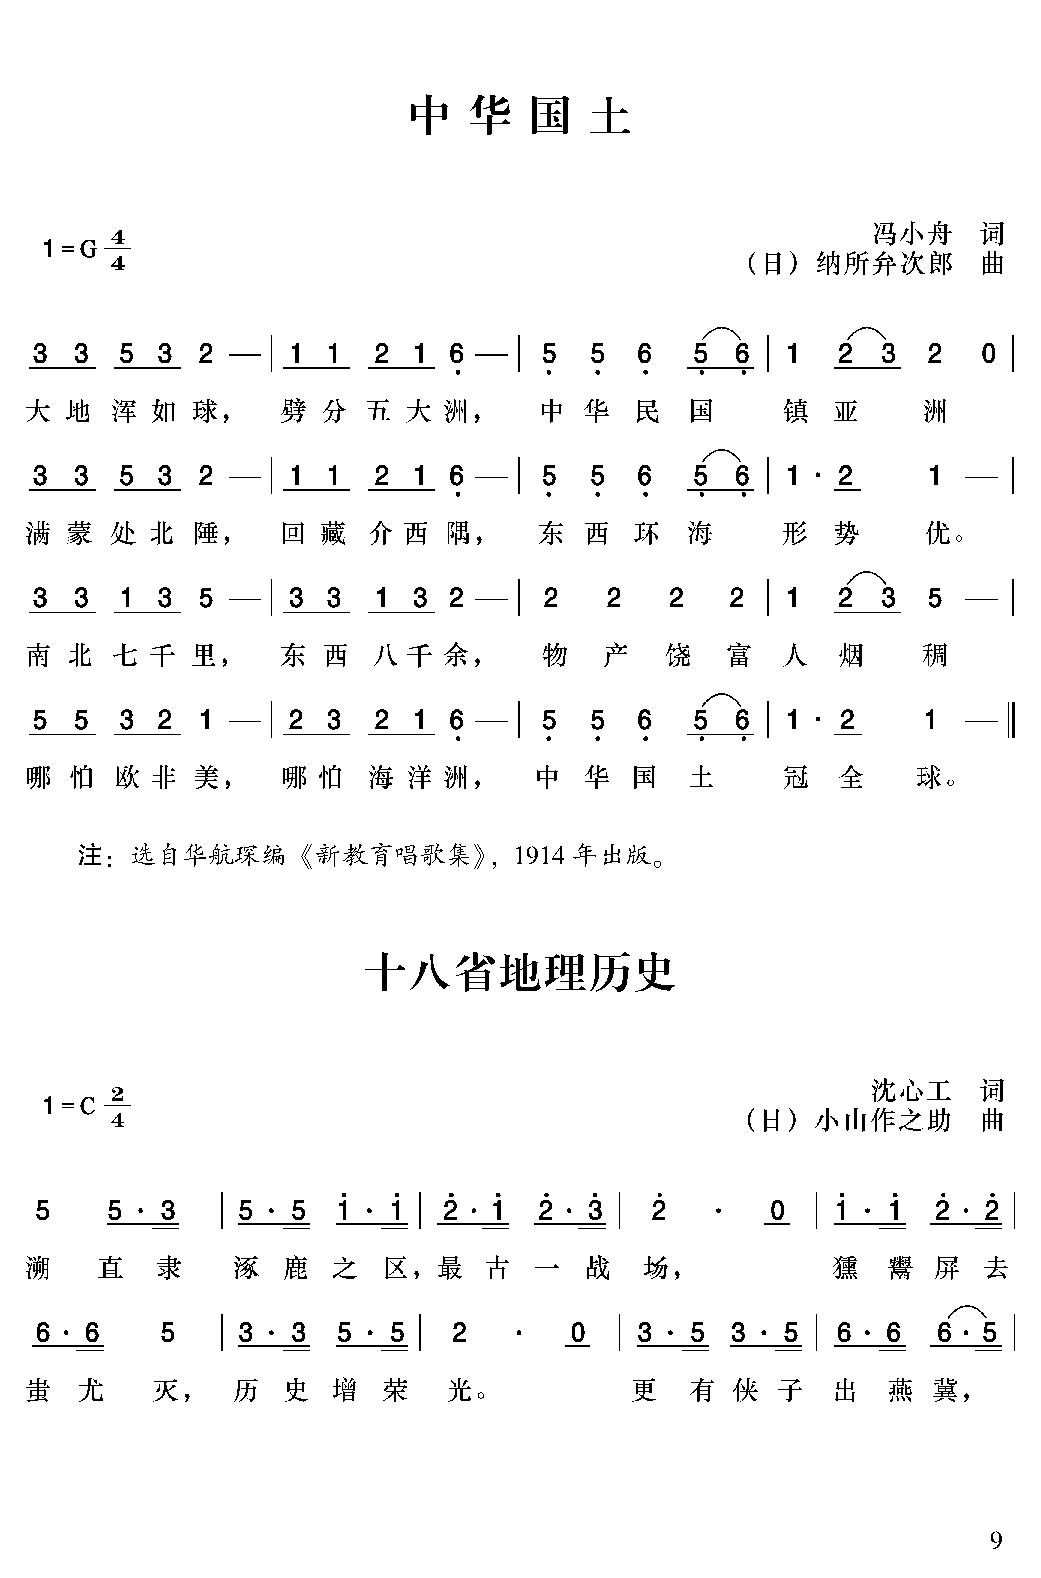 中华国土
1=G 4/4
冯小舟 词
（日）纳所弁次郎 曲
3 3 5 3 2 — | 1 1 2 1 6 — | 5 5 6 5 6 | 1 2 3 2 0 |
大地浑如球，劈分五大洲，中华民国镇亚洲
3 3 5 3 2 — | 1 1 2 1 6 — | 5 5 6 5 6 | 1 · 2 1 — |
满蒙处北陲，回藏介西隅，东西环海形势优。
3 3 1 3 5 — | 3 3 1 3 2 — | 2 2 2 2 | 1 2 3 5 — |
南北七千里，东西八千余，物产饶富人烟稠
5 5 3 2 1 — | 2 3 2 1 6 — | 5 5 6 5 6 | 1 · 2 1 — ‖
哪怕欧非美，哪怕海洋洲，中华国土冠全球。
注：选自华航琛编《新教育唱歌集》，1914年出版。
十八省地理历史
1=C 2/4
沈心工 词
（日）小山作之助 曲
5 5 · 3 | 5 · 5 1 · 1 | 2 · 1 2 · 3 | 2 · 0 | 1 · 1 2 · 2 |
溯直隶涿鹿之区，最古一战场，獯鬻屏去
6 · 6 5 | 3 · 3 5 · 5 | 2 · 0 | 3 · 5 3 · 5 | 6 · 6 6 · 5 |
蚩尤灭，历史增荣光。更有侠子出燕冀，
9